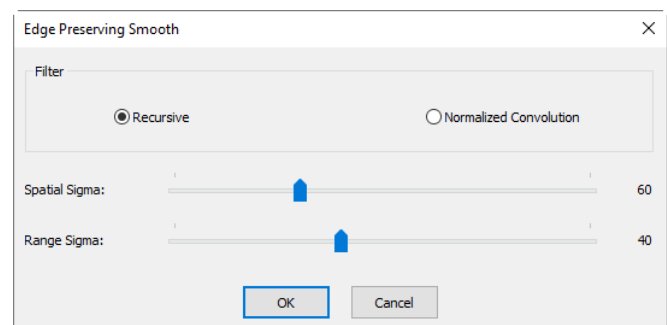 Edge Preserving Smooth
Filter
Recursive Normalized Convolution
Spatial Sigma: 60
Range Sigma: 40
OK Cancel